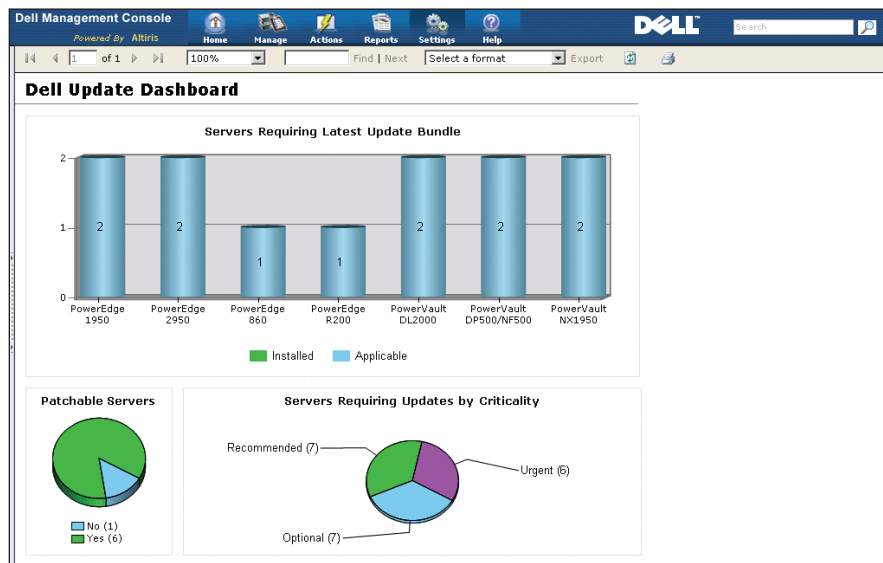 Dell Management Console
Powered By Altiris
Home
Manage
Actions
Reports
Settings
Help
DELL™
Search
1 of 1
100%
Find | Next
Select a format
Export
Dell Update Dashboard
Servers Requiring Latest Update Bundle
2
1
0
2
2
1
1
2
2
2
PowerEdge
1950
PowerEdge
2950
PowerEdge
860
PowerEdge
R200
PowerVault
DL2000
PowerVault
DP500/NF500
PowerVault
NX1950
Installed
Applicable
Patchable Servers
No (1)
Yes (6)
Servers Requiring Updates by Criticality
Recommended (7)
Urgent (6)
Optional (7)